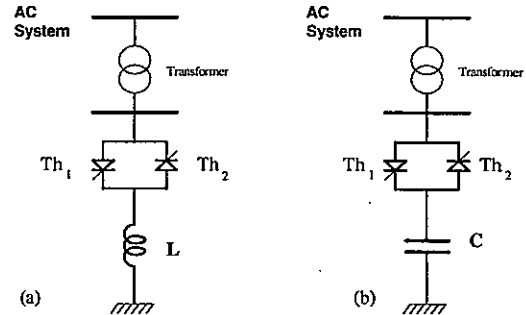 AC
System
Transformer
Th1
Th2
L
(a)
AC
System
Transformer
Th1
Th2
C
(b)